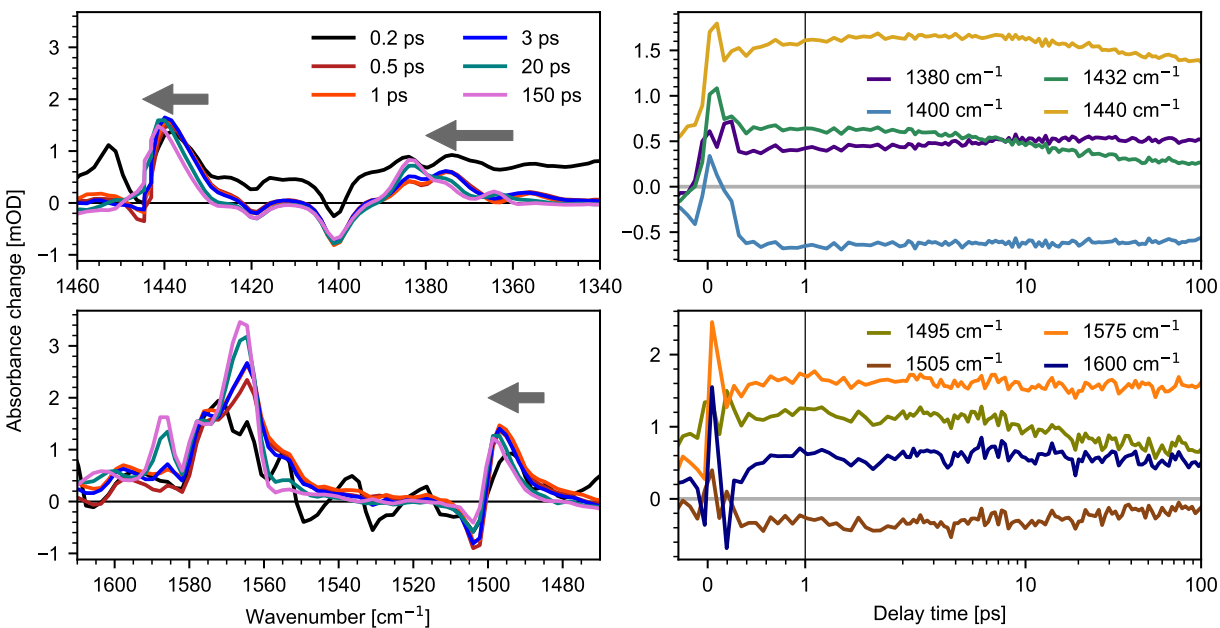 Absorbance change [mOD]
3
2
1
0
−1
0.2 ps
0.5 ps
1 ps
3 ps
20 ps
150 ps
1460 1440 1420 1400 1380 1360 1340
1.5
1.0
0.5
0.0
−0.5
1380 cm⁻¹
1400 cm⁻¹
1432 cm⁻¹
1440 cm⁻¹
0 1 10 100
3
2
1
0
−1
1600 1580 1560 1540 1520 1500 1480
Wavenumber [cm⁻¹]
2
1
0
1495 cm⁻¹
1505 cm⁻¹
1575 cm⁻¹
1600 cm⁻¹
0 1 10 100
Delay time [ps]